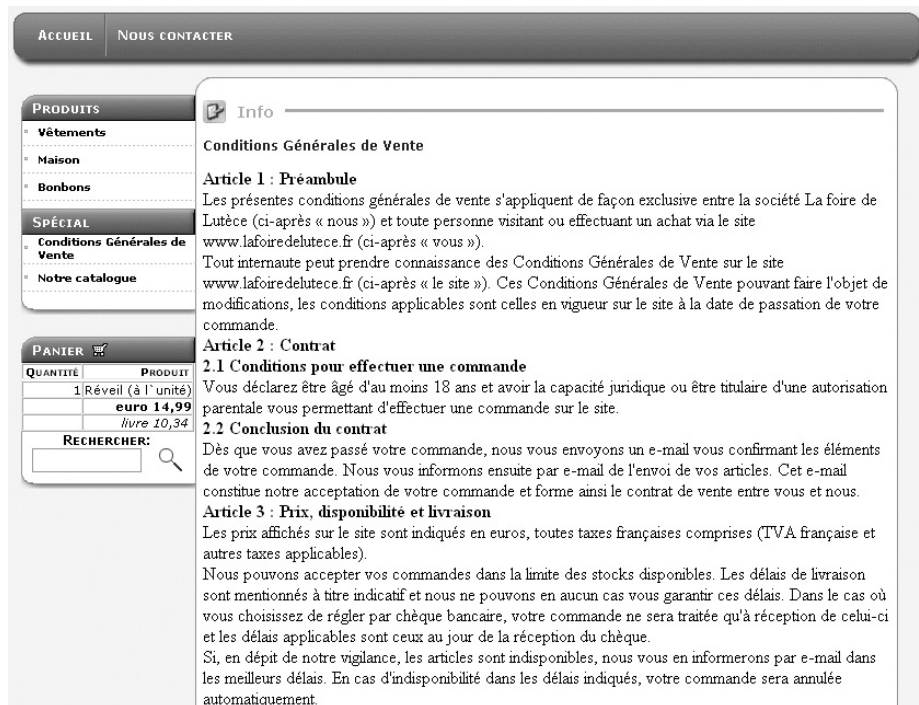 ACCUEIL NOUS CONTACTER
PRODUITS
Vêtements
Maison
Bonbons
SPÉCIAL
Conditions Générales de
Vente
Notre catalogue
PANIER
QUANTITÉ PRODUIT
1 Réveil (à l`unité)
euro 14,99
livre 10,34
RECHERCHER:
Info
Conditions Générales de Vente
Article 1 : Préambule
Les présentes conditions générales de vente s'appliquent de façon exclusive entre la société La foire de
Lutèce (ci-après « nous ») et toute personne visitant ou effectuant un achat via le site
www.lafoiredelutece.fr (ci-après « vous »).
Tout internaute peut prendre connaissance des Conditions Générales de Vente sur le site
www.lafoiredelutece.fr (ci-après « le site »). Ces Conditions Générales de Vente pouvant faire l'objet de
modifications, les conditions applicables sont celles en vigueur sur le site à la date de passation de votre
commande.
Article 2 : Contrat
2.1 Conditions pour effectuer une commande
Vous déclarez être âgé d'au moins 18 ans et avoir la capacité juridique ou être titulaire d'une autorisation
parentale vous permettant d'effectuer une commande sur le site.
2.2 Conclusion du contrat
Dès que vous avez passé votre commande, nous vous envoyons un e-mail vous confirmant les éléments
de votre commande. Nous vous informons ensuite par e-mail de l'envoi de vos articles. Cet e-mail
constitue notre acceptation de votre commande et forme ainsi le contrat de vente entre vous et nous.
Article 3 : Prix, disponibilité et livraison
Les prix affichés sur le site sont indiqués en euros, toutes taxes françaises comprises (TVA française et
autres taxes applicables).
Nous pouvons accepter vos commandes dans la limite des stocks disponibles. Les délais de livraison
sont mentionnés à titre indicatif et nous ne pouvons en aucun cas vous garantir ces délais. Dans le cas où
vous choisissez de régler par chèque bancaire, votre commande ne sera traitée qu'à réception de celui-ci
et les délais applicables sont ceux au jour de la réception du chèque.
Si, en dépit de notre vigilance, les articles sont indisponibles, nous vous en informerons par e-mail dans
les meilleurs délais. En cas d'indisponibilité dans les délais indiqués, votre commande sera annulée
automatiquement.